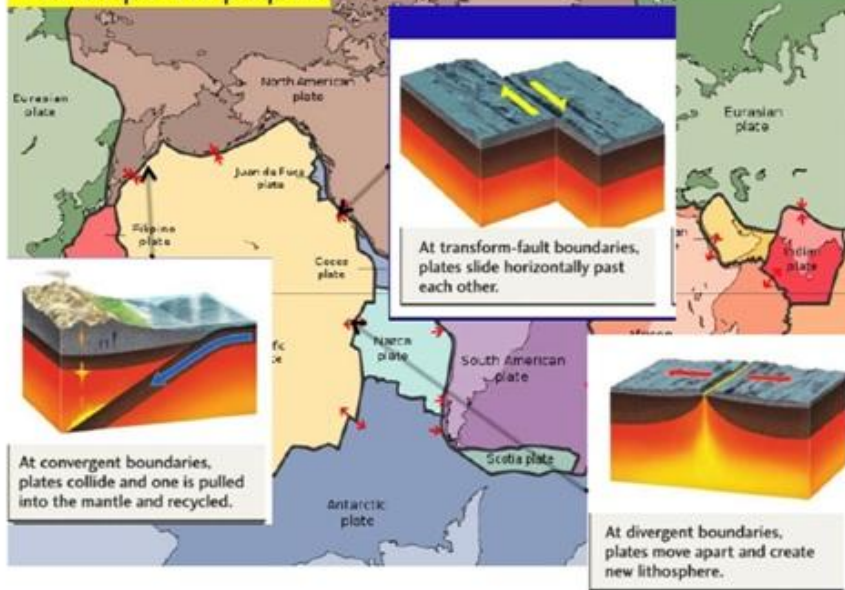 North American
plate
Eurasian
plate
Eurasian
plate
Juan de Fuca
plate
Filipino
plate
Cocos
plate
Indian
plate
At transform-fault boundaries,
plates slide horizontally past
each other.
Nazca
plate
South American
plate
Scotia plate
Antarctic
plate
At convergent boundaries,
plates collide and one is pulled
into the mantle and recycled.
At divergent boundaries,
plates move apart and create
new lithosphere.